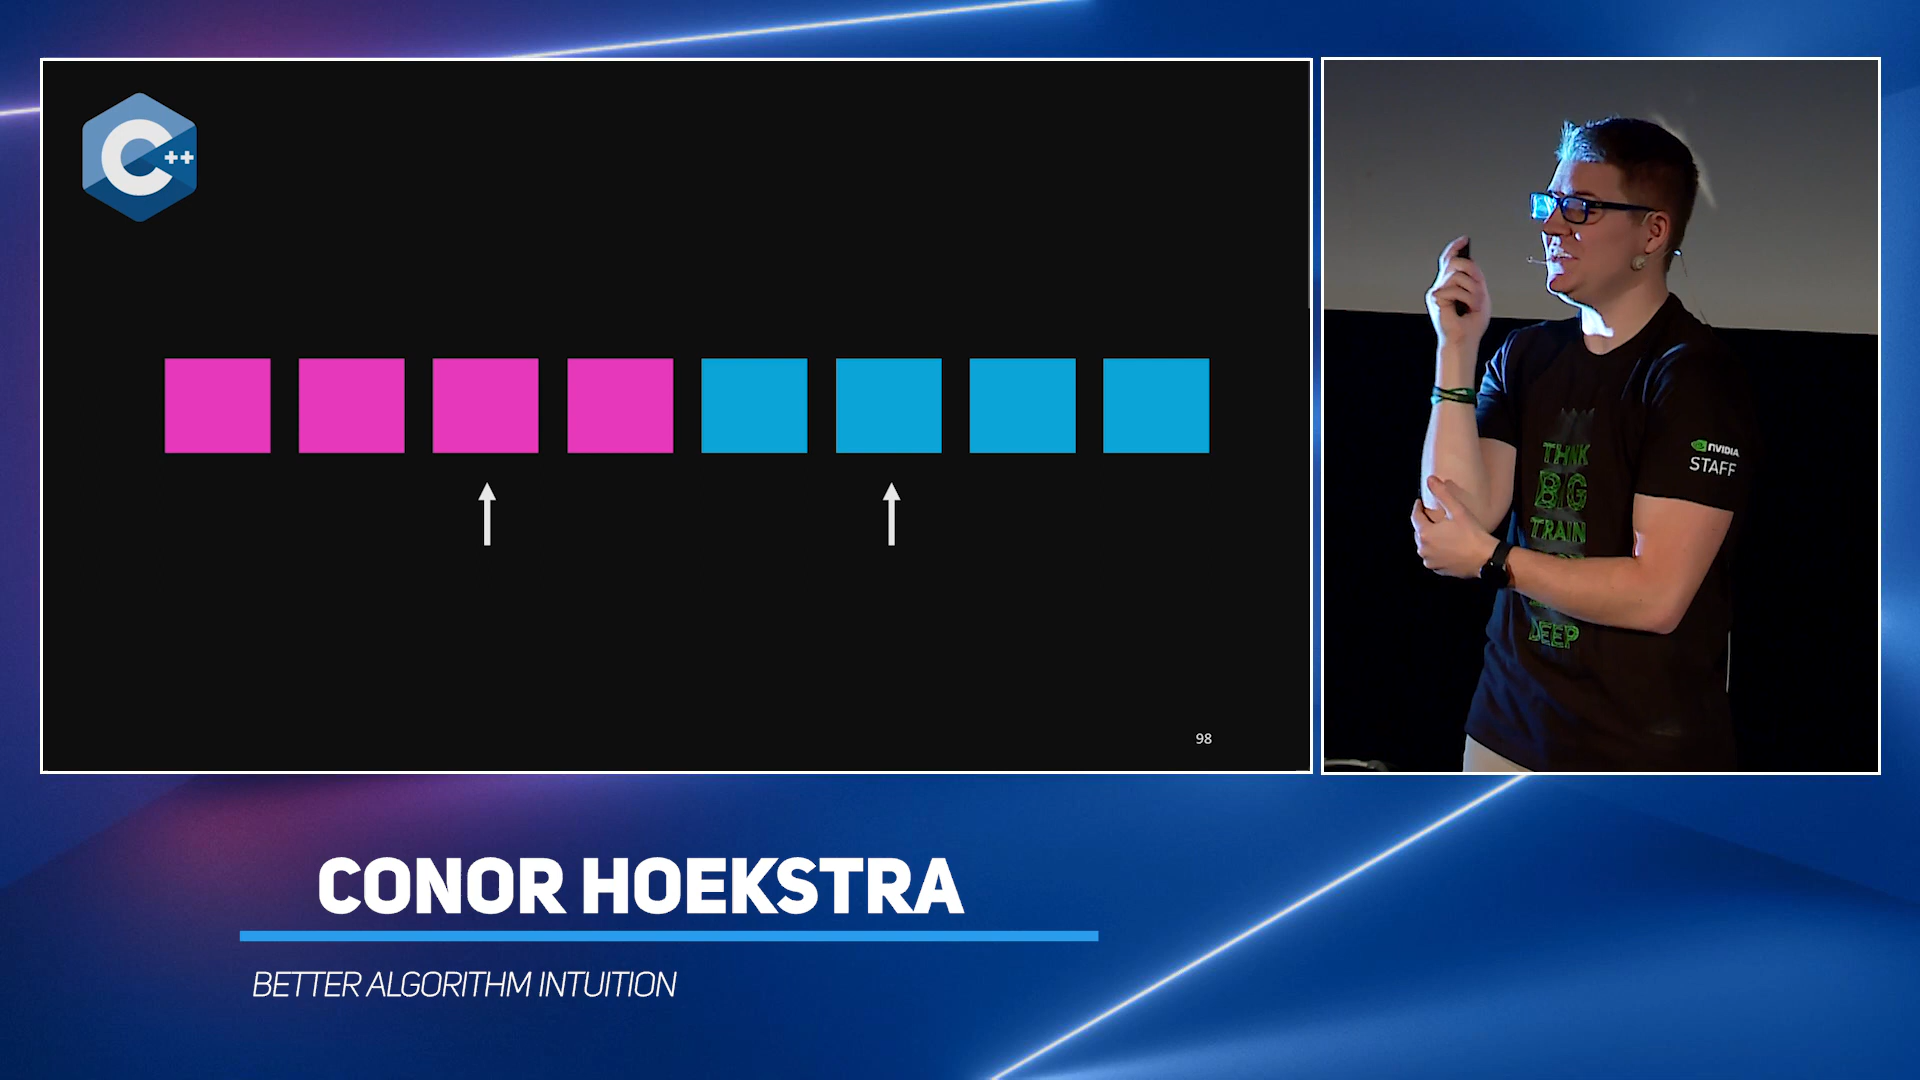 C++
98
NVIDIA
STAFF
THINK
BIG
TRAIN
DEEP
CONOR HOEKSTRA
BETTER ALGORITHM INTUITION